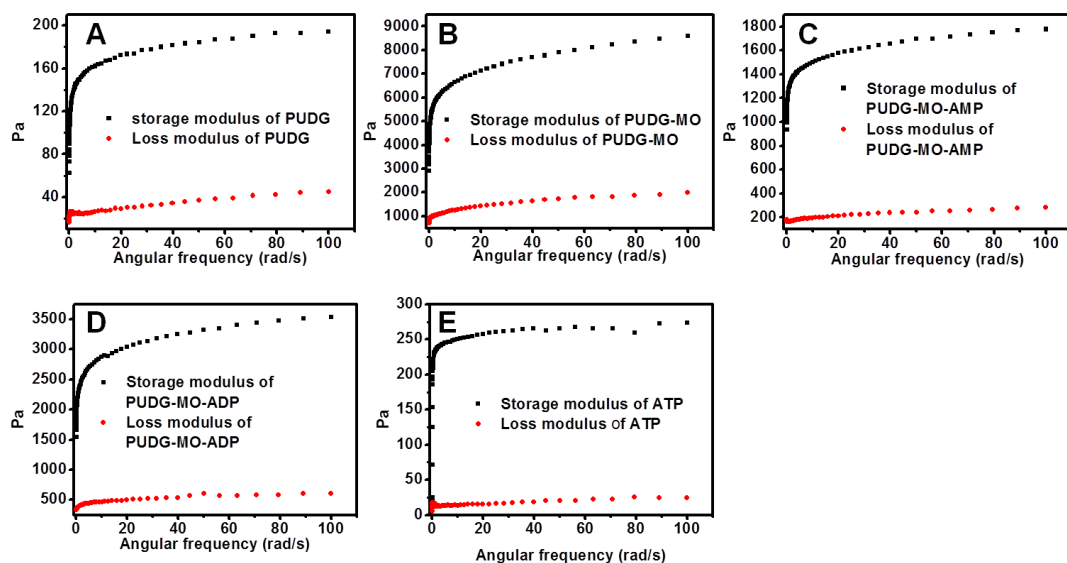 A
200
160
120
80
40
Pa
storage modulus of PUDG
Loss modulus of PUDG
0 20 40 60 80 100
Angular frequency (rad/s)
B
9000
8000
7000
6000
5000
4000
3000
2000
1000
Pa
Storage modulus of PUDG-MO
Loss modulus of PUDG-MO
0 20 40 60 80 100
Angular frequency (rad/s)
C
1800
1600
1400
1200
1000
800
600
400
200
Pa
Storage modulus of
PUDG-MO-AMP
Loss modulus of
PUDG-MO-AMP
0 20 40 60 80 100
Angular frequency (rad/s)
D
3500
3000
2500
2000
1500
1000
500
Pa
Storage modulus of
PUDG-MO-ADP
Loss modulus of
PUDG-MO-ADP
0 20 40 60 80 100
Angular frequency (rad/s)
E
300
250
200
150
100
50
25
0
Pa
Storage modulus of ATP
Loss modulus of ATP
0 20 40 60 80 100
Angular frequency (rad/s)